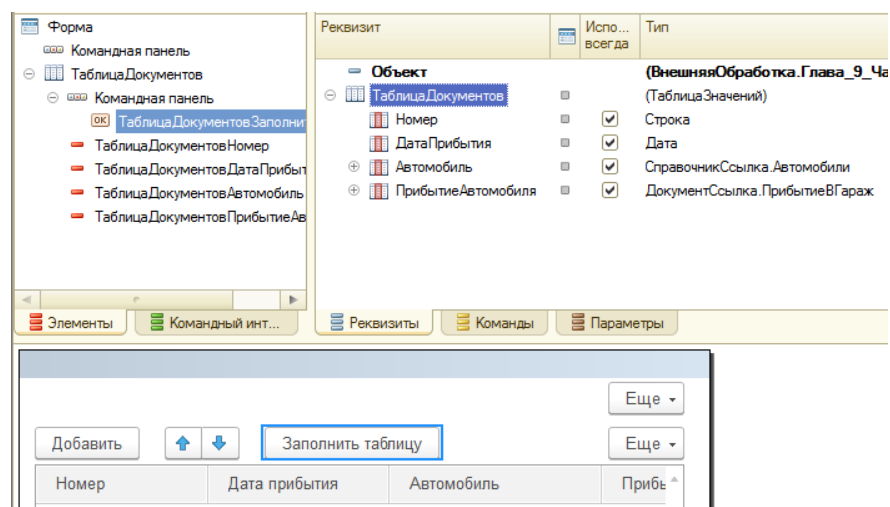 Форма
Командная панель
ТаблицаДокументов
Командная панель
ТаблицаДокументовЗаполни
ТаблицаДокументовНомер
ТаблицаДокументовДатаПрибыт
ТаблицаДокументовАвтомобиль
ТаблицаДокументовПрибытиеАв
Элементы Командный инт...
Реквизит Испо... всегда Тип
Объект (ВнешняяОбработка.Глава_9_Ча
ТаблицаДокументов (ТаблицаЗначений)
Номер Строка
ДатаПрибытия Дата
Автомобиль СправочникСсылка.Автомобили
ПрибытиеАвтомобиля ДокументСсылка.ПрибытиеВГараж
Реквизиты Команды Параметры
Еще
Добавить Заполнить таблицу Еще
Номер Дата прибытия Автомобиль Прибь